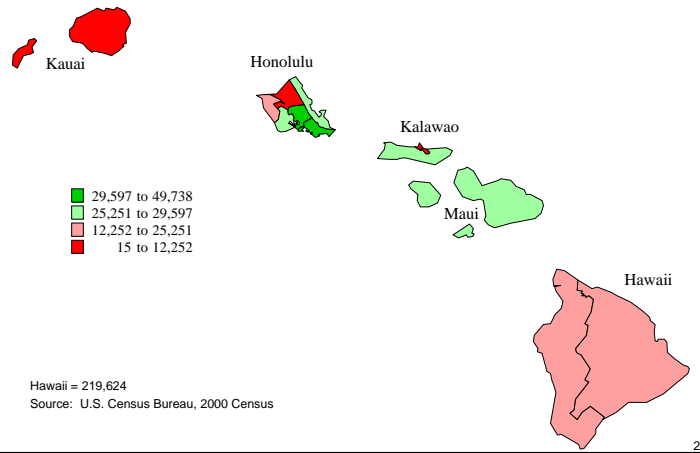 Kauai
Honolulu
Kalawao
Maui
Hawaii
29,597 to 49,738
25,251 to 29,597
12,252 to 25,251
15 to 12,252
Hawaii = 219,624
Source: U.S. Census Bureau, 2000 Census
2